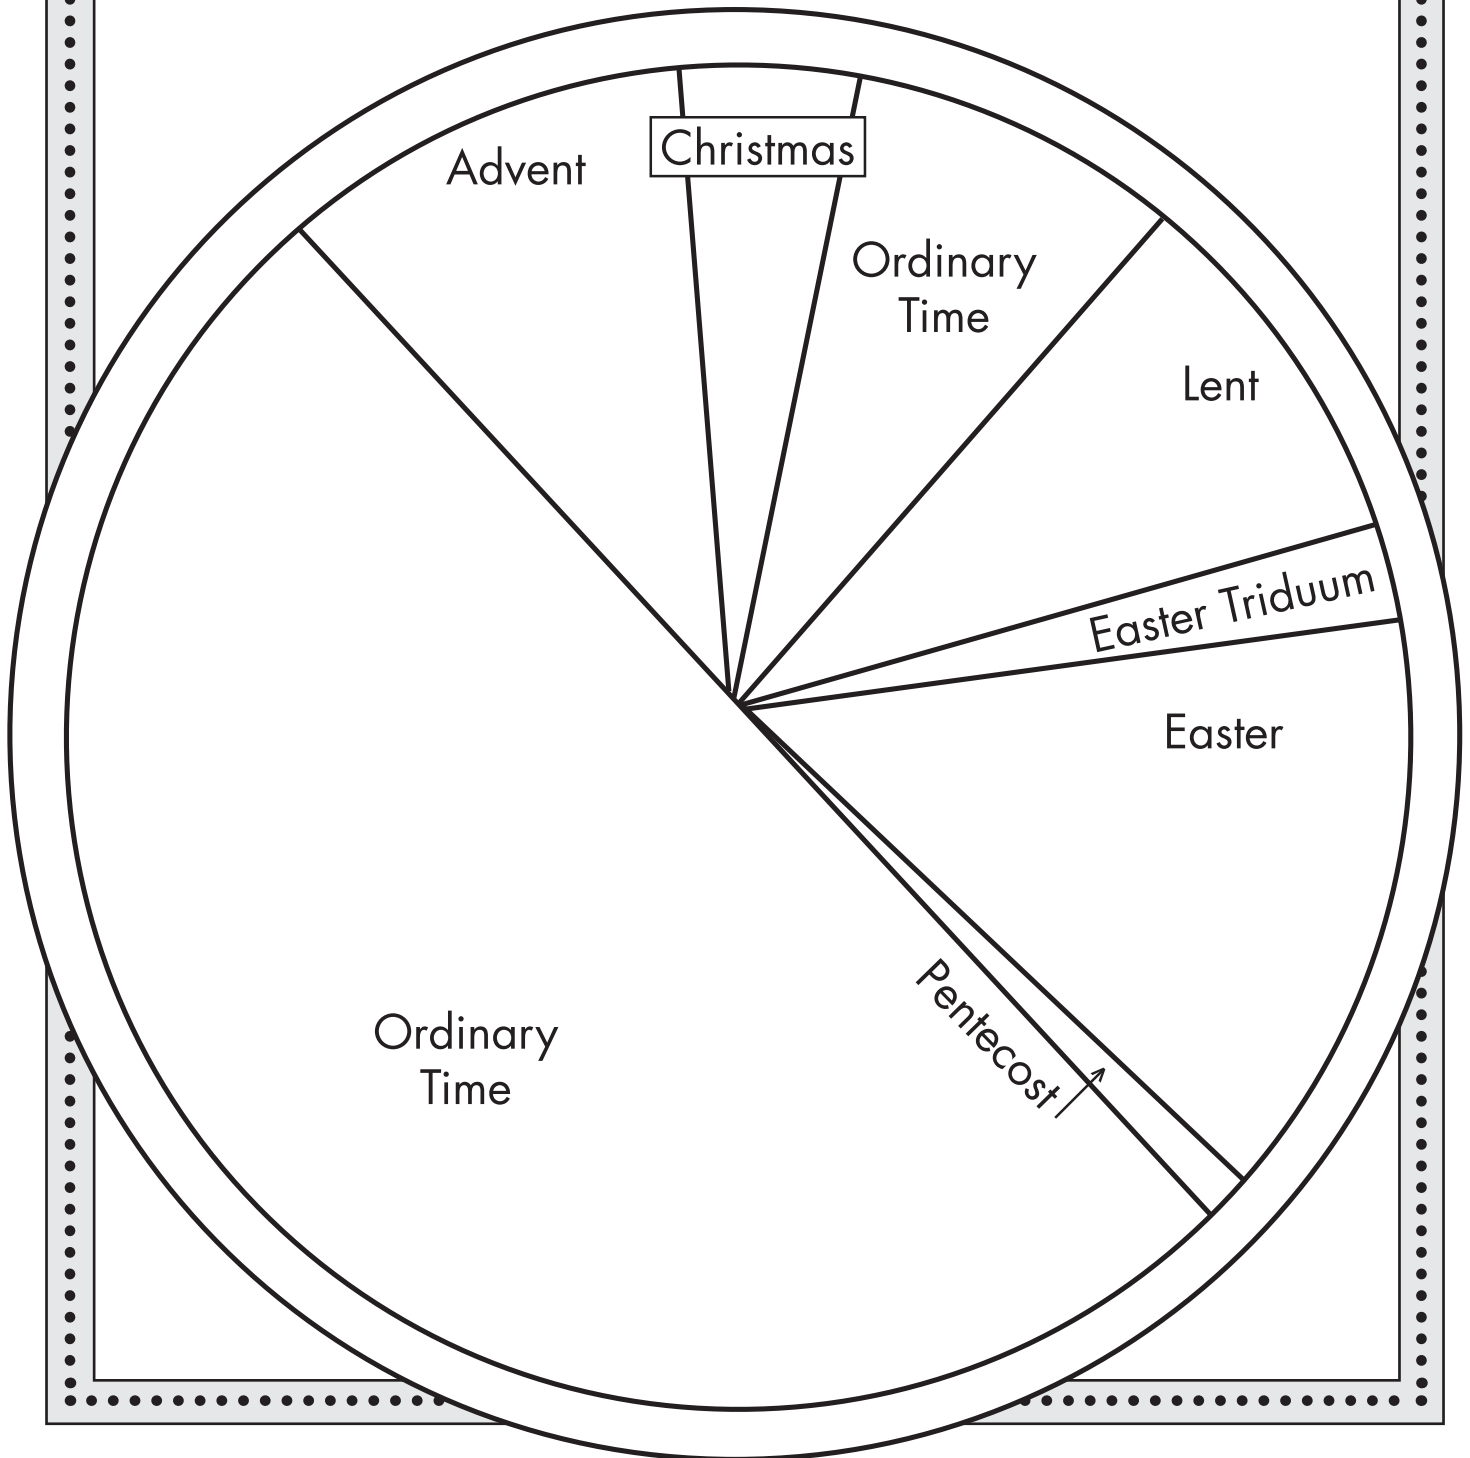 Christmas
Advent
Ordinary
Time
Lent
Easter Triduum
Easter
Pentecost
Ordinary
Time